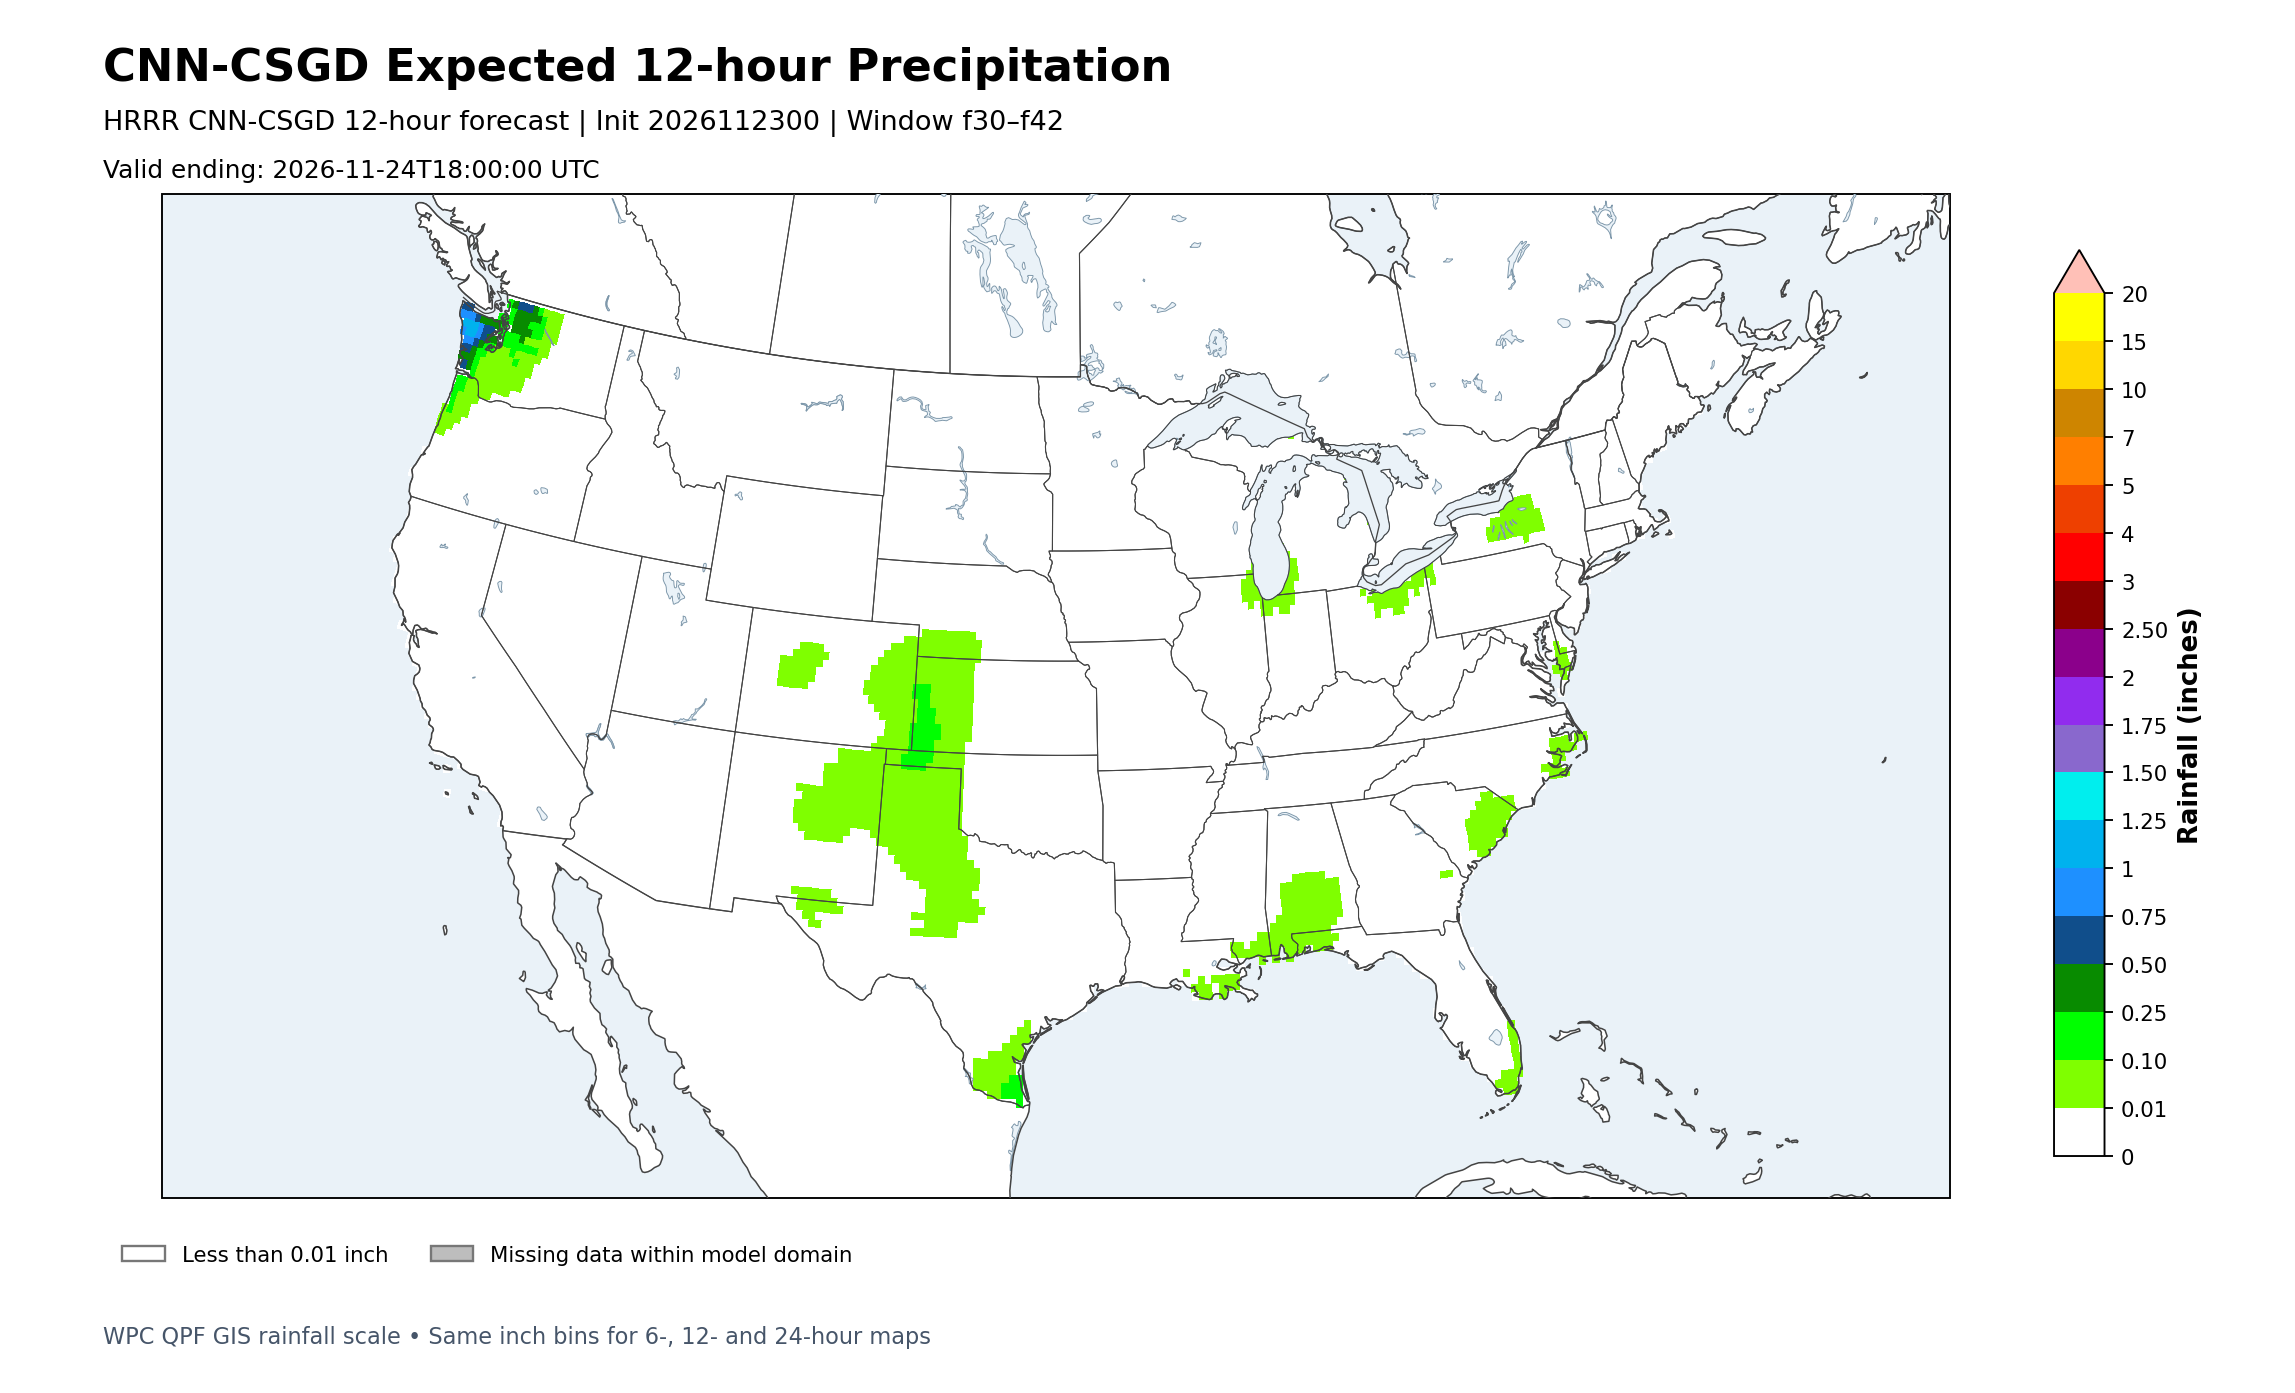 CNN-CSGD Expected 12-hour Precipitation
HRRR CNN-CSGD 12-hour forecast | Init 2026112300 | Window f30–f42
Valid ending: 2026-11-24T18:00:00 UTC
20
15
10
7
5
4
3
2.50
2
1.75
1.50
1.25
1
0.75
0.50
0.25
0.10
0.01
0
Rainfall (inches)
Less than 0.01 inch
Missing data within model domain
WPC QPF GIS rainfall scale • Same inch bins for 6-, 12- and 24-hour maps